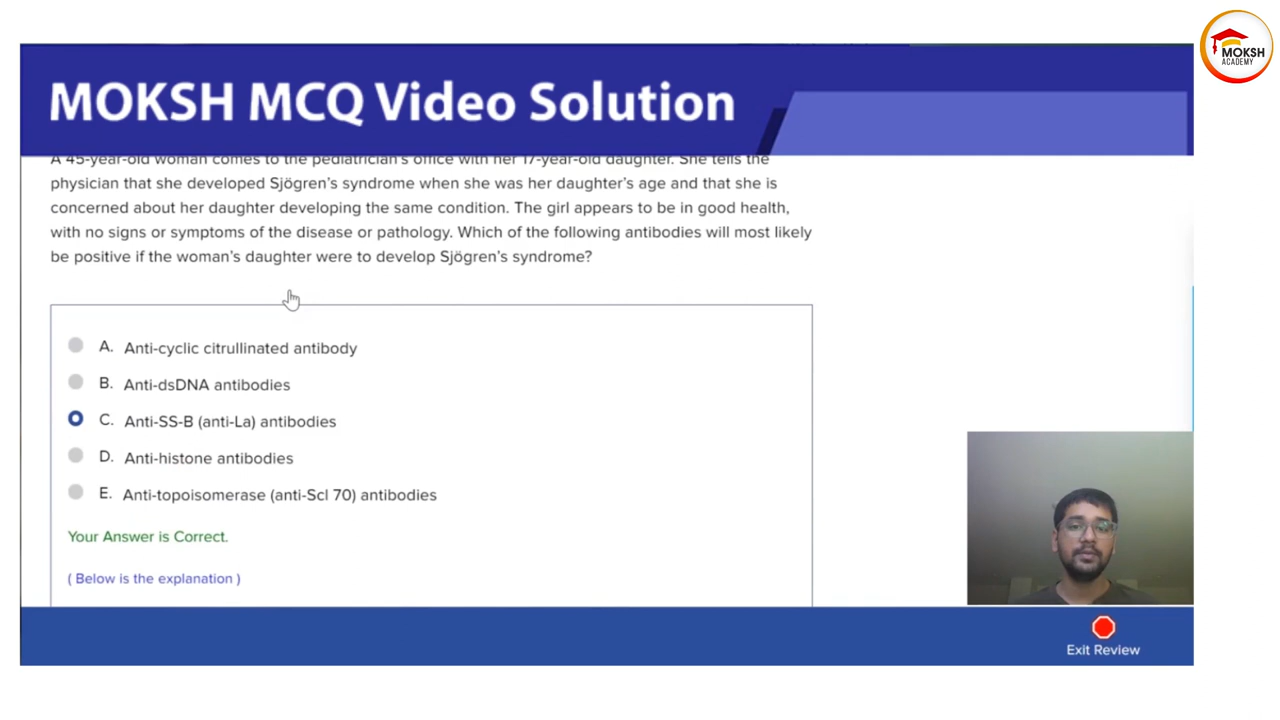 MOKSH
ACADEMY
MOKSH MCQ Video Solution
A 45-year-old woman comes to the pediatrician's office with her 17-year-old daughter. She tells the
physician that she developed Sjögren's syndrome when she was her daughter's age and that she is
concerned about her daughter developing the same condition. The girl appears to be in good health,
with no signs or symptoms of the disease or pathology. Which of the following antibodies will most likely
be positive if the woman's daughter were to develop Sjögren's syndrome?
A. Anti-cyclic citrullinated antibody
B. Anti-dsDNA antibodies
C. Anti-SS-B (anti-La) antibodies
D. Anti-histone antibodies
E. Anti-topoisomerase (anti-Scl 70) antibodies
Your Answer is Correct.
( Below is the explanation )
Exit Review